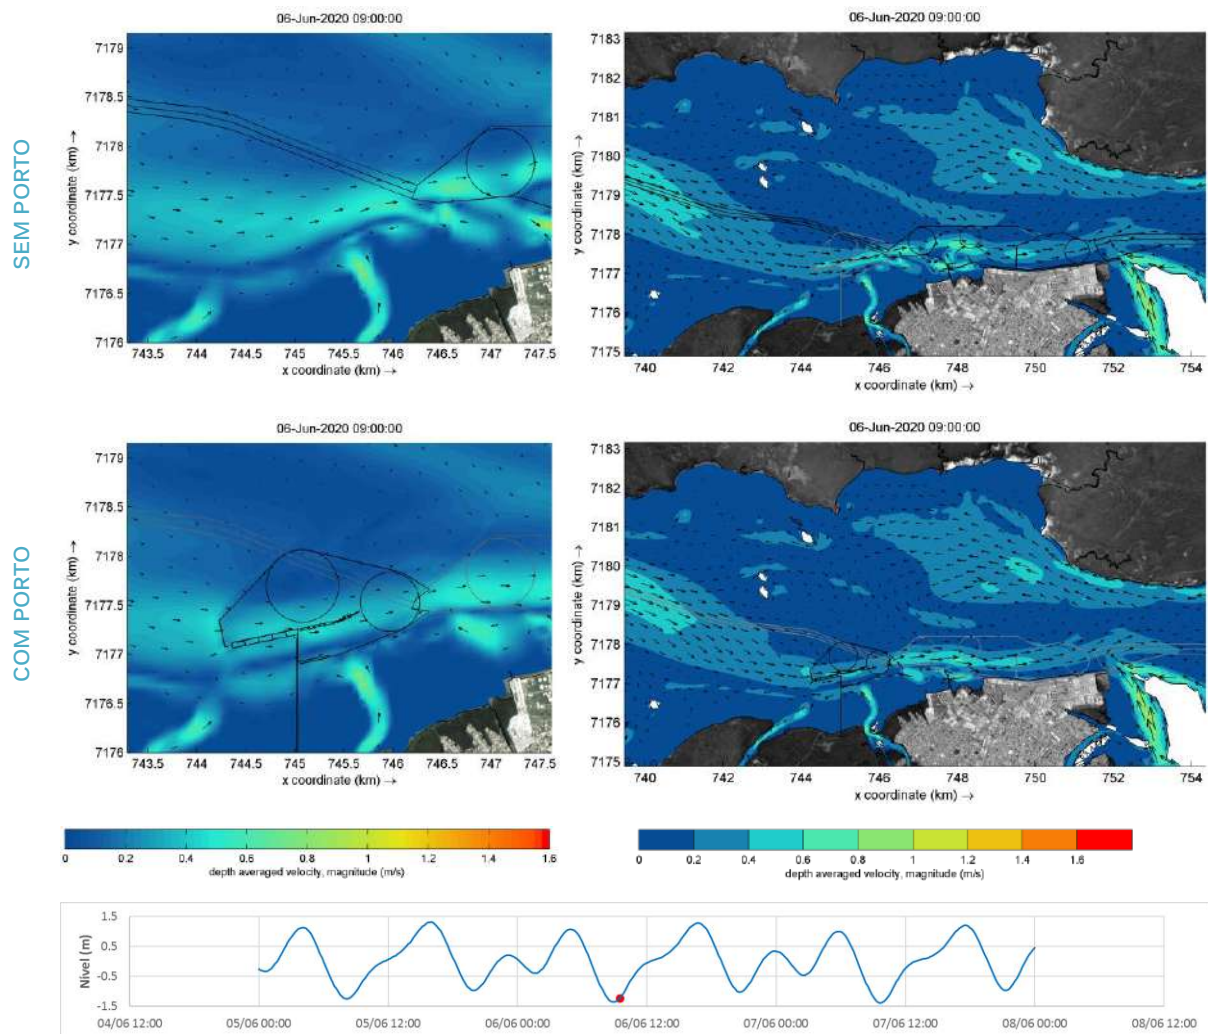 06-Jun-2020 09:00:00
06-Jun-2020 09:00:00
SEM PORTO
y coordinate (km) →
7179
7178.5
7178
7177.5
7177
7176.5
7176
743.5 744 744.5 745 745.5 746 746.5 747 747.5
x coordinate (km) →
y coordinate (km) →
7183
7182
7181
7180
7179
7178
7177
7176
7175
740 742 744 746 748 750 752 754
x coordinate (km) →
06-Jun-2020 09:00:00
06-Jun-2020 09:00:00
COM PORTO
y coordinate (km) →
7179
7178.5
7178
7177.5
7177
7176.5
7176
743.5 744 744.5 745 745.5 746 746.5 747 747.5
x coordinate (km) →
y coordinate (km) →
7183
7182
7181
7180
7179
7178
7177
7176
7175
740 742 744 746 748 750 752 754
x coordinate (km) →
0 0.2 0.4 0.6 0.8 1 1.2 1.4 1.6
depth averaged velocity, magnitude (m/s)
0 0.2 0.4 0.6 0.8 1 1.2 1.4 1.6
depth averaged velocity, magnitude (m/s)
Nivel (m)
1.5
0.5
-0.5
-1.5
04/06 12:00 05/06 00:00 05/06 12:00 06/06 00:00 06/06 12:00 07/06 00:00 07/06 12:00 08/06 00:00 08/06 12:00